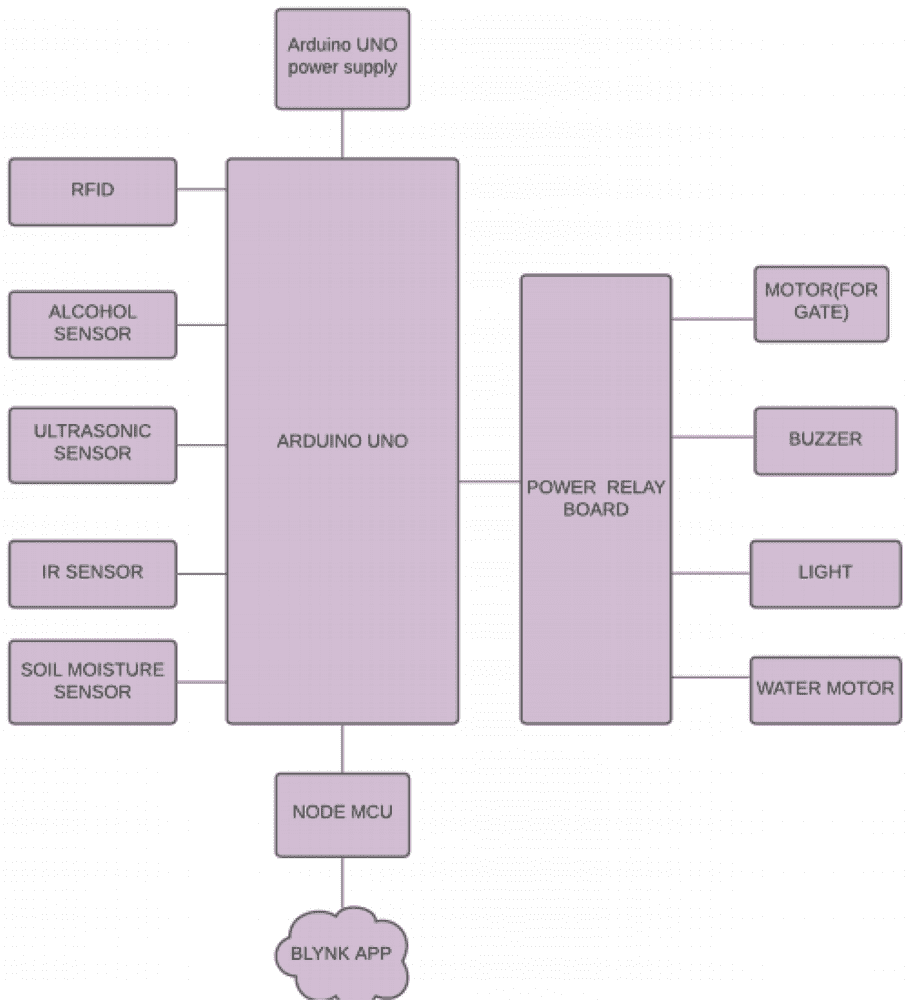 Arduino UNO
power supply
RFID
ALCOHOL
SENSOR
ULTRASONIC
SENSOR
IR SENSOR
SOIL MOISTURE
SENSOR
ARDUINO UNO
POWER RELAY
BOARD
MOTOR(FOR
GATE)
BUZZER
LIGHT
WATER MOTOR
NODE MCU
BLYNK APP